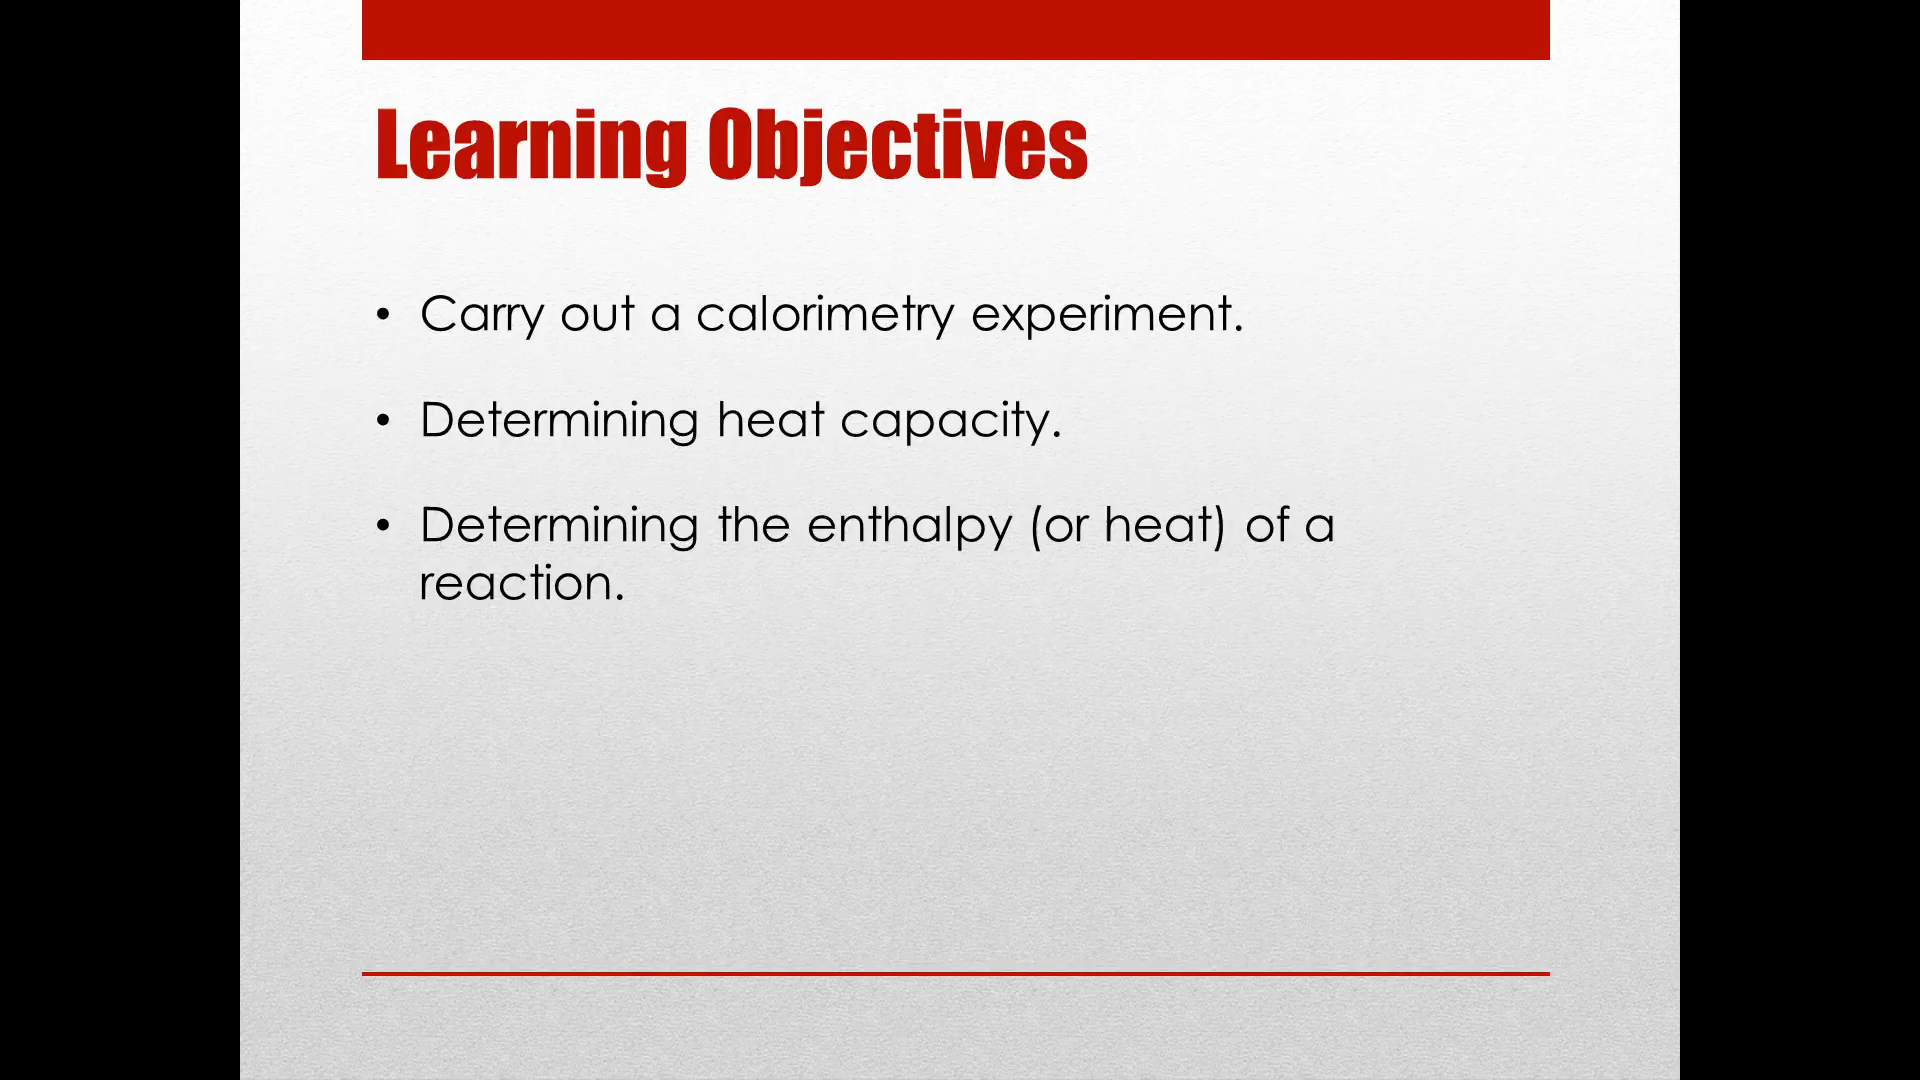 Learning Objectives
• Carry out a calorimetry experiment.
• Determining heat capacity.
• Determining the enthalpy (or heat) of a
reaction.